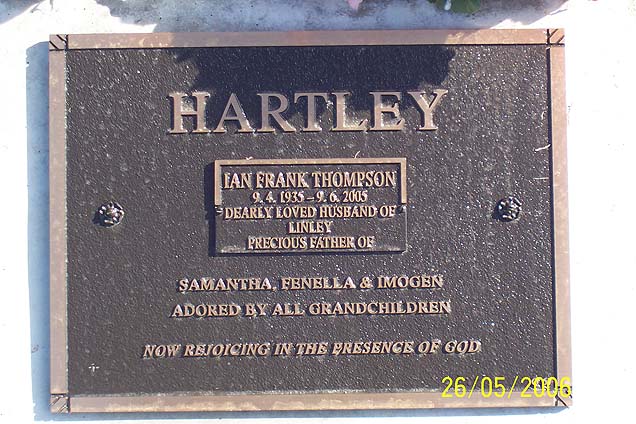 HARTLEY
IAN FRANK THOMPSON
9. 4. 1935 - 9. 6. 2005
DEARLY LOVED HUSBAND OF
LINLEY
PRECIOUS FATHER OF
SAMANTHA, FENELLA & IMOGEN
ADORED BY ALL GRANDCHILDREN
NOW REJOICING IN THE PRESENCE OF GOD
26/05/2006